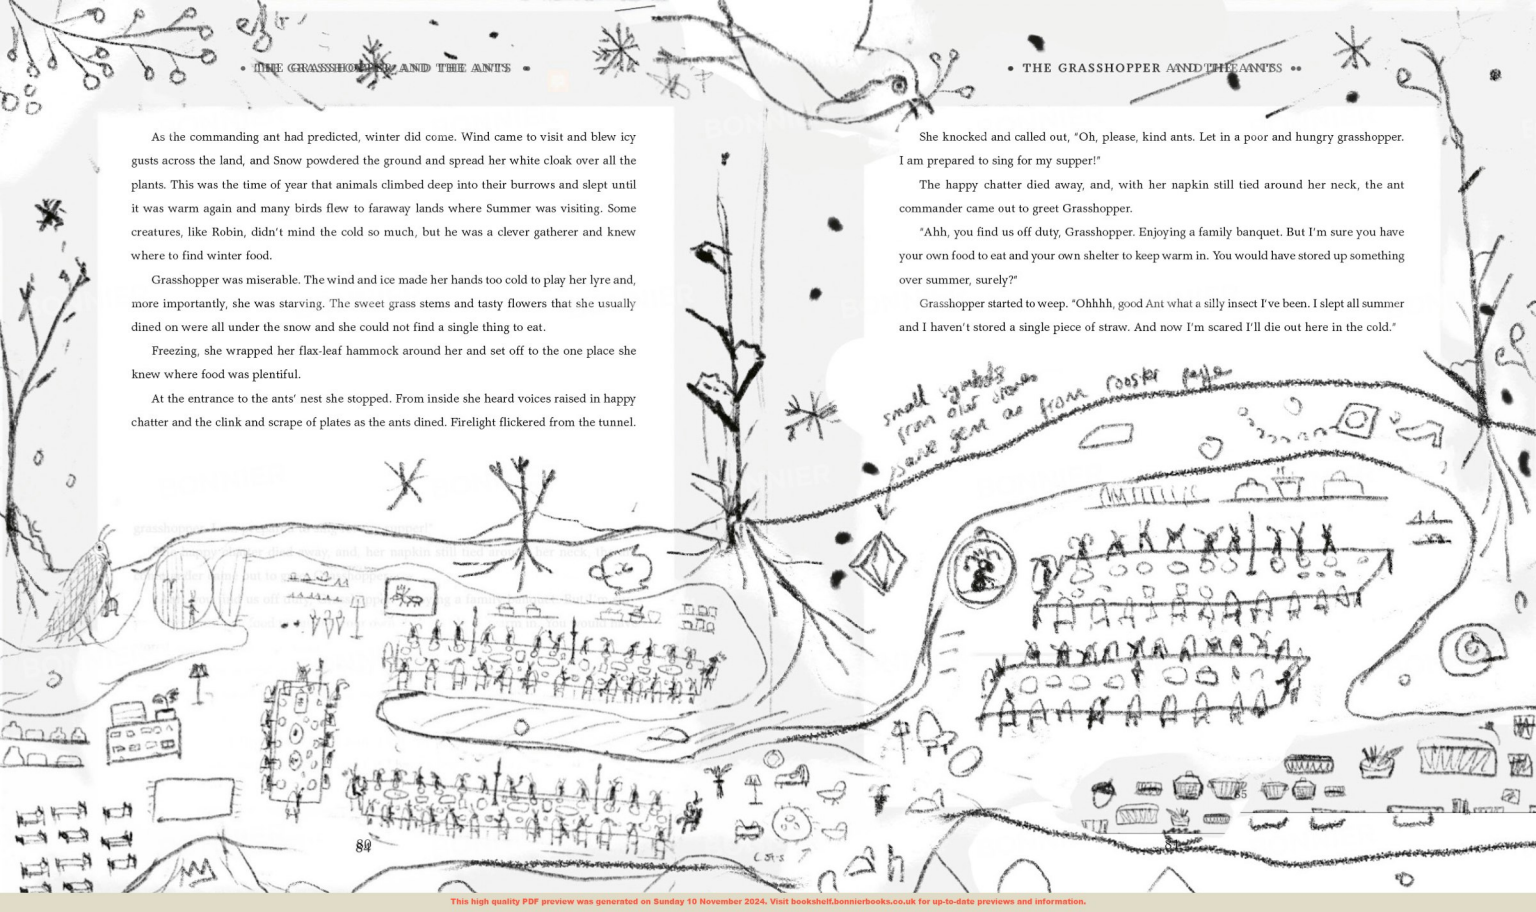 • THE GRASSHOPPER AND THE ANTS •
As the commanding ant had predicted, winter did come. Wind came to visit and blew icy
gusts across the land, and Snow powdered the ground and spread her white cloak over all the
plants. This was the time of year that animals climbed deep into their burrows and slept until
it was warm again and many birds flew to faraway lands where Summer was visiting. Some
creatures, like Robin, didn't mind the cold so much, but he was a clever gatherer and knew
where to find winter food.
Grasshopper was miserable. The wind and ice made her hands too cold to play her lyre and,
more importantly, she was starving. The sweet grass stems and tasty flowers that she usually
dined on were all under the snow and she could not find a single thing to eat.
Freezing, she wrapped her flax-leaf hammock around her and set off to the one place she
knew where food was plentiful.
At the entrance to the ants' nest she stopped. From inside she heard voices raised in happy
chatter and the clink and scrape of plates as the ants dined. Firelight flickered from the tunnel.
• THE GRASSHOPPER AND THE ANTS •
She knocked and called out, "Oh, please, kind ants. Let in a poor and hungry grasshopper.
I am prepared to sing for my supper!"
The happy chatter died away, and, with her napkin still tied around her neck, the ant
commander came out to greet Grasshopper.
"Ahh, you find us off duty, Grasshopper. Enjoying a family banquet. But I'm sure you have
your own food to eat and your own shelter to keep warm in. You would have stored up something
over summer, surely?"
Grasshopper started to weep. "Ohhhh, good Ant what a silly insect I've been. I slept all summer
and I haven't stored a single piece of straw. And now I'm scared I'll die out here in the cold."
small symbols
from our stories
same gem as from rooster page
This high quality PDF preview was generated on Sunday 10 November 2024. Visit bookshelf.bonnierbooks.co.uk for up-to-date previews and information.